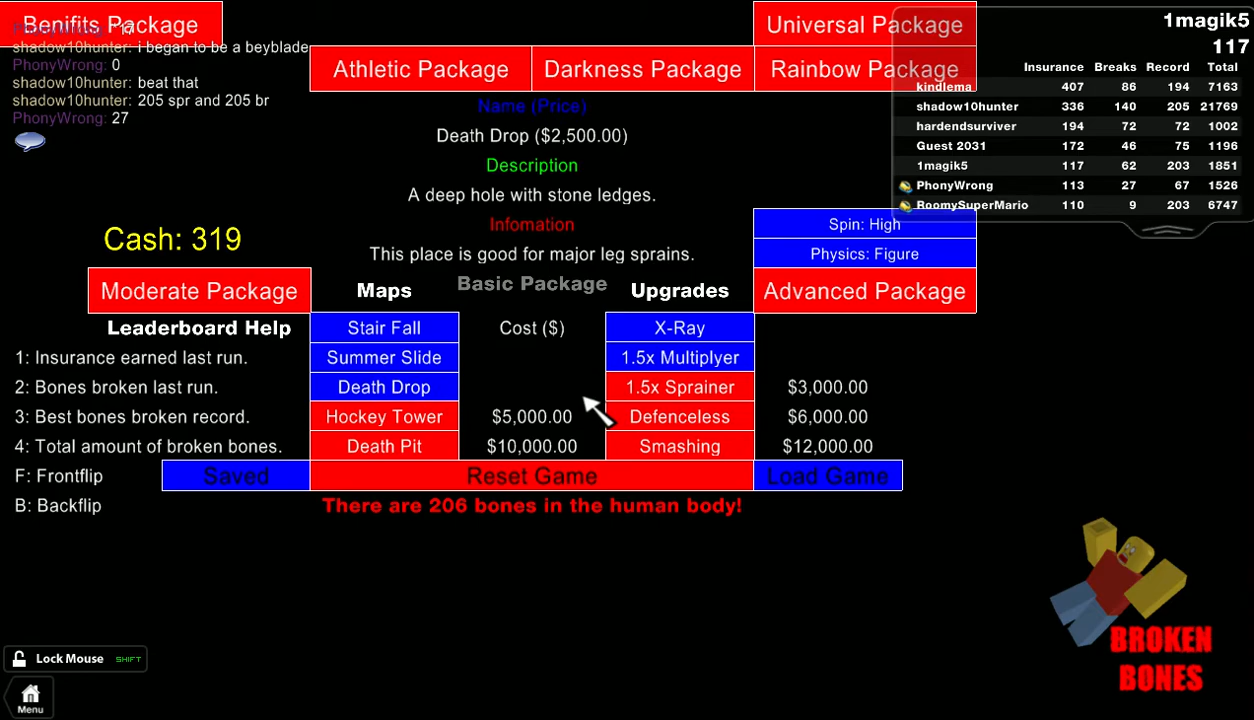 Benifits Package
PhonyWrong: 17
shadow10hunter: i began to be a beyblade
PhonyWrong: 0
shadow10hunter: beat that
shadow10hunter: 205 spr and 205 br
PhonyWrong: 27
Universal Package
Athletic Package
Darkness Package
Rainbow Package
1magik5
117
Insurance Breaks Record Total
kindlema 407 86 194 7163
shadow10hunter 336 140 205 21769
hardendsurviver 194 72 72 1002
Guest 2031 172 46 75 1196
1magik5 117 62 203 1851
PhonyWrong 113 27 67 1526
RoomySuperMario 110 9 203 6747
Name (Price)
Death Drop ($2,500.00)
Description
A deep hole with stone ledges.
Infomation
This place is good for major leg sprains.
Spin: High
Physics: Figure
Cash: 319
Moderate Package
Maps
Basic Package
Upgrades
Advanced Package
Leaderboard Help
Stair Fall
Cost ($)
X-Ray
1: Insurance earned last run.
Summer Slide
1.5x Multiplyer
2: Bones broken last run.
Death Drop
1.5x Sprainer
$3,000.00
3: Best bones broken record.
Hockey Tower
$5,000.00
Defenceless
$6,000.00
4: Total amount of broken bones.
Death Pit
$10,000.00
Smashing
$12,000.00
F: Frontflip
Saved
Reset Game
Load Game
B: Backflip
There are 206 bones in the human body!
Lock Mouse SHIFT
Menu
BROKEN
BONES